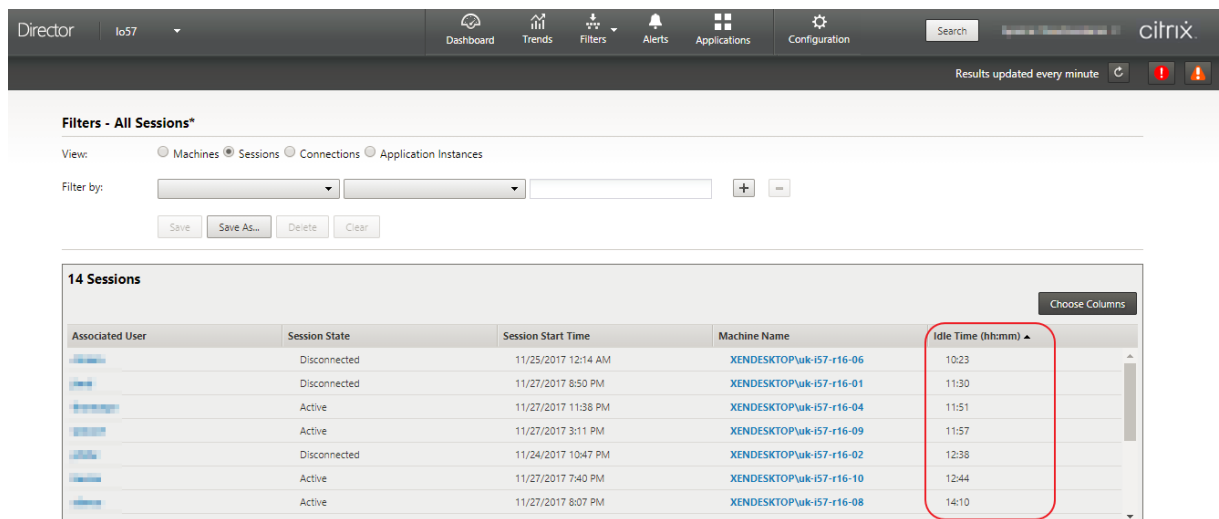 Director Io57 Dashboard Trends Filters Alerts Applications Configuration Search citrix
Results updated every minute
Filters - All Sessions*
View: Machines Sessions Connections Application Instances
Filter by:
Save Save As... Delete Clear
14 Sessions
Choose Columns
Associated User Session State Session Start Time Machine Name Idle Time (hh:mm)
Disconnected 11/25/2017 12:14 AM XENDESKTOP\uk-i57-r16-06 10:23
Disconnected 11/27/2017 8:50 PM XENDESKTOP\uk-i57-r16-01 11:30
Active 11/27/2017 11:38 PM XENDESKTOP\uk-i57-r16-04 11:51
Active 11/27/2017 3:11 PM XENDESKTOP\uk-i57-r16-09 11:57
Disconnected 11/24/2017 10:47 PM XENDESKTOP\uk-i57-r16-02 12:38
Active 11/27/2017 7:40 PM XENDESKTOP\uk-i57-r16-10 12:44
Active 11/27/2017 8:07 PM XENDESKTOP\uk-i57-r16-08 14:10